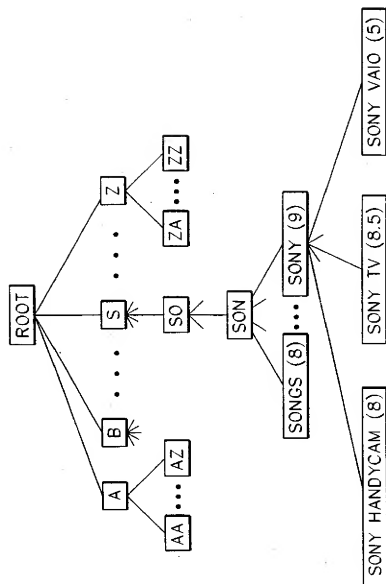 ROOT
A B • • • S • • • Z
AA • • • • AZ SO ZA • • • • ZZ
SON
SONGS (8) • • • SONY (9)
SONY HANDYCAM (8) SONY TV (8.5) SONY VAIO (5)